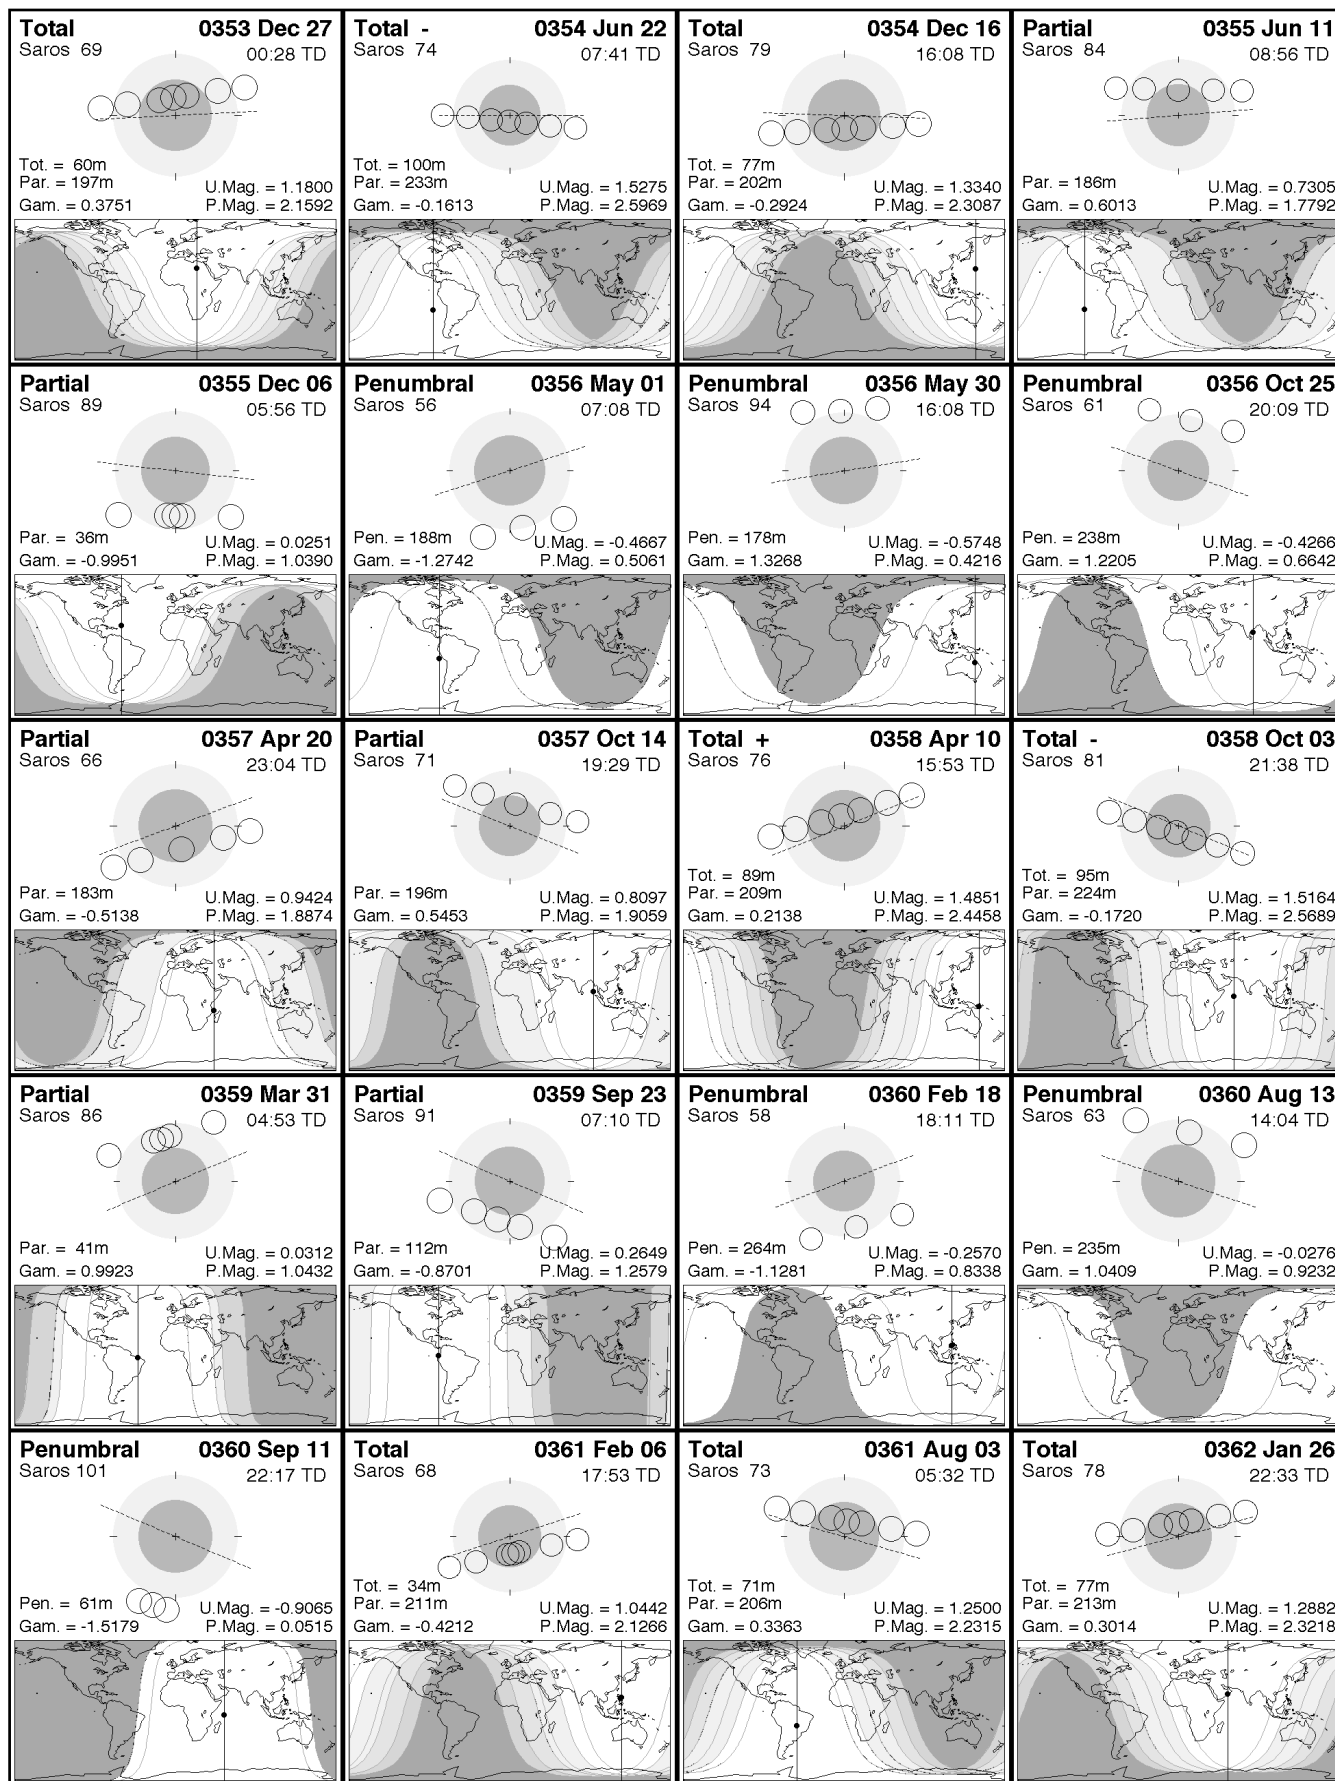 Total 0353 Dec 27
Saros 69 00:28 TD
Tot. = 60m
Par. = 197m U.Mag. = 1.1800
Gam. = 0.3751 P.Mag. = 2.1592
Total - 0354 Jun 22
Saros 74 07:41 TD
Tot. = 100m
Par. = 233m U.Mag. = 1.5275
Gam. = -0.1613 P.Mag. = 2.5969
Total 0354 Dec 16
Saros 79 16:08 TD
Tot. = 77m
Par. = 202m U.Mag. = 1.3340
Gam. = -0.2924 P.Mag. = 2.3087
Partial 0355 Jun 11
Saros 84 08:56 TD
Par. = 186m U.Mag. = 0.7305
Gam. = 0.6013 P.Mag. = 1.7792
Partial 0355 Dec 06
Saros 89 05:56 TD
Par. = 36m U.Mag. = 0.0251
Gam. = -0.9951 P.Mag. = 1.0390
Penumbral 0356 May 01
Saros 56 07:08 TD
Pen. = 188m U.Mag. = -0.4667
Gam. = -1.2742 P.Mag. = 0.5061
Penumbral 0356 May 30
Saros 94 16:08 TD
Pen. = 178m U.Mag. = -0.5748
Gam. = 1.3268 P.Mag. = 0.4216
Penumbral 0356 Oct 25
Saros 61 20:09 TD
Pen. = 238m U.Mag. = -0.4266
Gam. = 1.2205 P.Mag. = 0.6642
Partial 0357 Apr 20
Saros 66 23:04 TD
Par. = 183m U.Mag. = 0.9424
Gam. = -0.5138 P.Mag. = 1.8874
Partial 0357 Oct 14
Saros 71 19:29 TD
Par. = 196m U.Mag. = 0.8097
Gam. = 0.5453 P.Mag. = 1.9059
Total + 0358 Apr 10
Saros 76 15:53 TD
Tot. = 89m
Par. = 209m U.Mag. = 1.4851
Gam. = 0.2138 P.Mag. = 2.4458
Total - 0358 Oct 03
Saros 81 21:38 TD
Tot. = 95m
Par. = 224m U.Mag. = 1.5164
Gam. = -0.1720 P.Mag. = 2.5689
Partial 0359 Mar 31
Saros 86 04:53 TD
Par. = 41m U.Mag. = 0.0312
Gam. = 0.9923 P.Mag. = 1.0432
Partial 0359 Sep 23
Saros 91 07:10 TD
Par. = 112m U.Mag. = 0.2649
Gam. = -0.8701 P.Mag. = 1.2579
Penumbral 0360 Feb 18
Saros 58 18:11 TD
Pen. = 264m U.Mag. = -0.2570
Gam. = -1.1281 P.Mag. = 0.8338
Penumbral 0360 Aug 13
Saros 63 14:04 TD
Pen. = 235m U.Mag. = -0.0276
Gam. = 1.0409 P.Mag. = 0.9232
Penumbral 0360 Sep 11
Saros 101 22:17 TD
Pen. = 61m U.Mag. = -0.9065
Gam. = -1.5179 P.Mag. = 0.0515
Total 0361 Feb 06
Saros 68 17:53 TD
Tot. = 34m
Par. = 211m U.Mag. = 1.0442
Gam. = -0.4212 P.Mag. = 2.1266
Total 0361 Aug 03
Saros 73 05:32 TD
Tot. = 71m
Par. = 206m U.Mag. = 1.2500
Gam. = 0.3363 P.Mag. = 2.2315
Total 0362 Jan 26
Saros 78 22:33 TD
Tot. = 77m
Par. = 213m U.Mag. = 1.2882
Gam. = 0.3014 P.Mag. = 2.3218